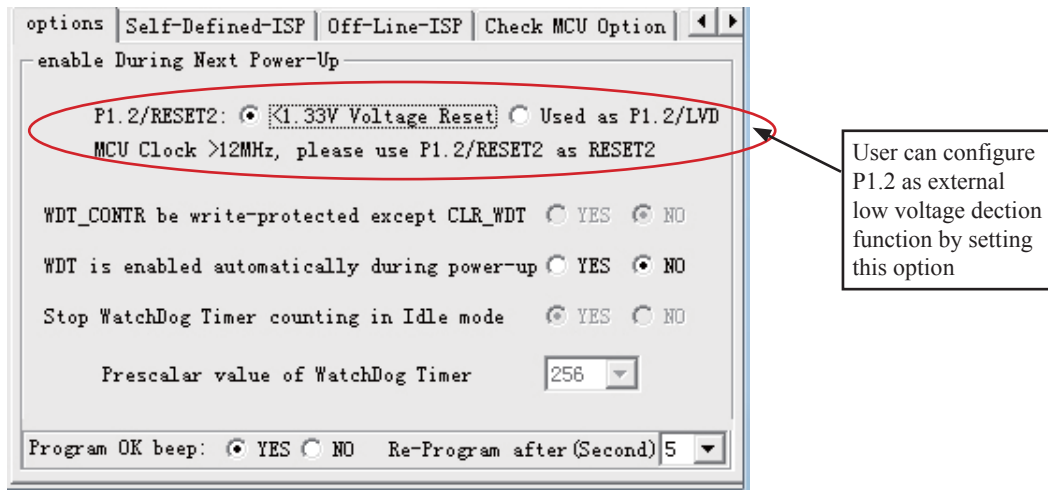 options Self-Defined-ISP Off-Line-ISP Check MCU Option
enable During Next Power-Up
P1.2/RESET2: <1.33V Voltage Reset Used as P1.2/LVD
MCU Clock >12MHz, please use P1.2/RESET2 as RESET2
WDT_CONTR be write-protected except CLR_WDT YES NO
WDT is enabled automatically during power-up YES NO
Stop WatchDog Timer counting in Idle mode YES NO
Prescalar value of WatchDog Timer 256
Program OK beep: YES NO Re-Program after(Second) 5
User can configure
P1.2 as external
low voltage dection
function by setting
this option